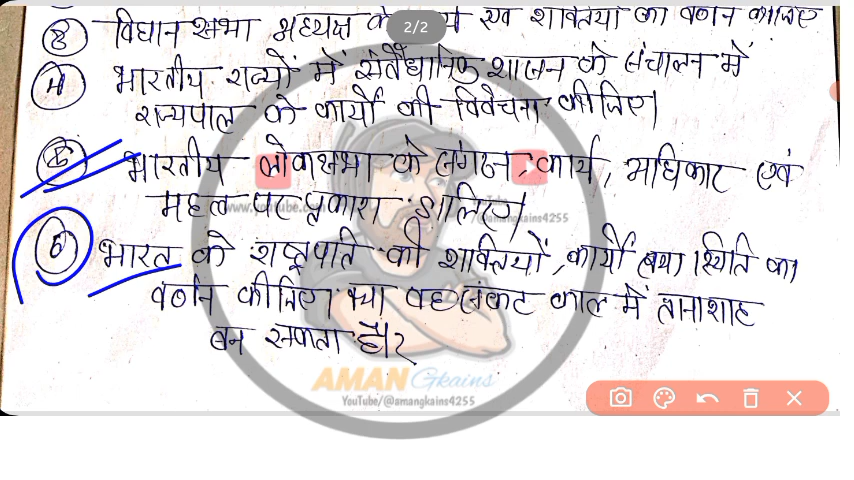 2/2
(3) विधान सभा अध्यक्ष के कार्य एवं शक्तियों का वर्णन कीजिए
(4) भारतीय राज्यों में संवैधानिक शासन के संचालन में
राज्यपाल के कार्यों की विवेचना कीजिए।
भारतीय लोकसभा के संगठन, कार्य, अधिकार एवं
महत्व पर प्रकाश डालिए।
www.youtube.com
@amangkains4255
(6) भारत के राष्ट्रपति की शक्तियों, कार्यों तथा स्थिति का
वर्णन कीजिए। क्या वह संकट काल में तानाशाह
बन सकता है।?
AMAN Gkains
YouTube/@amangkains4255